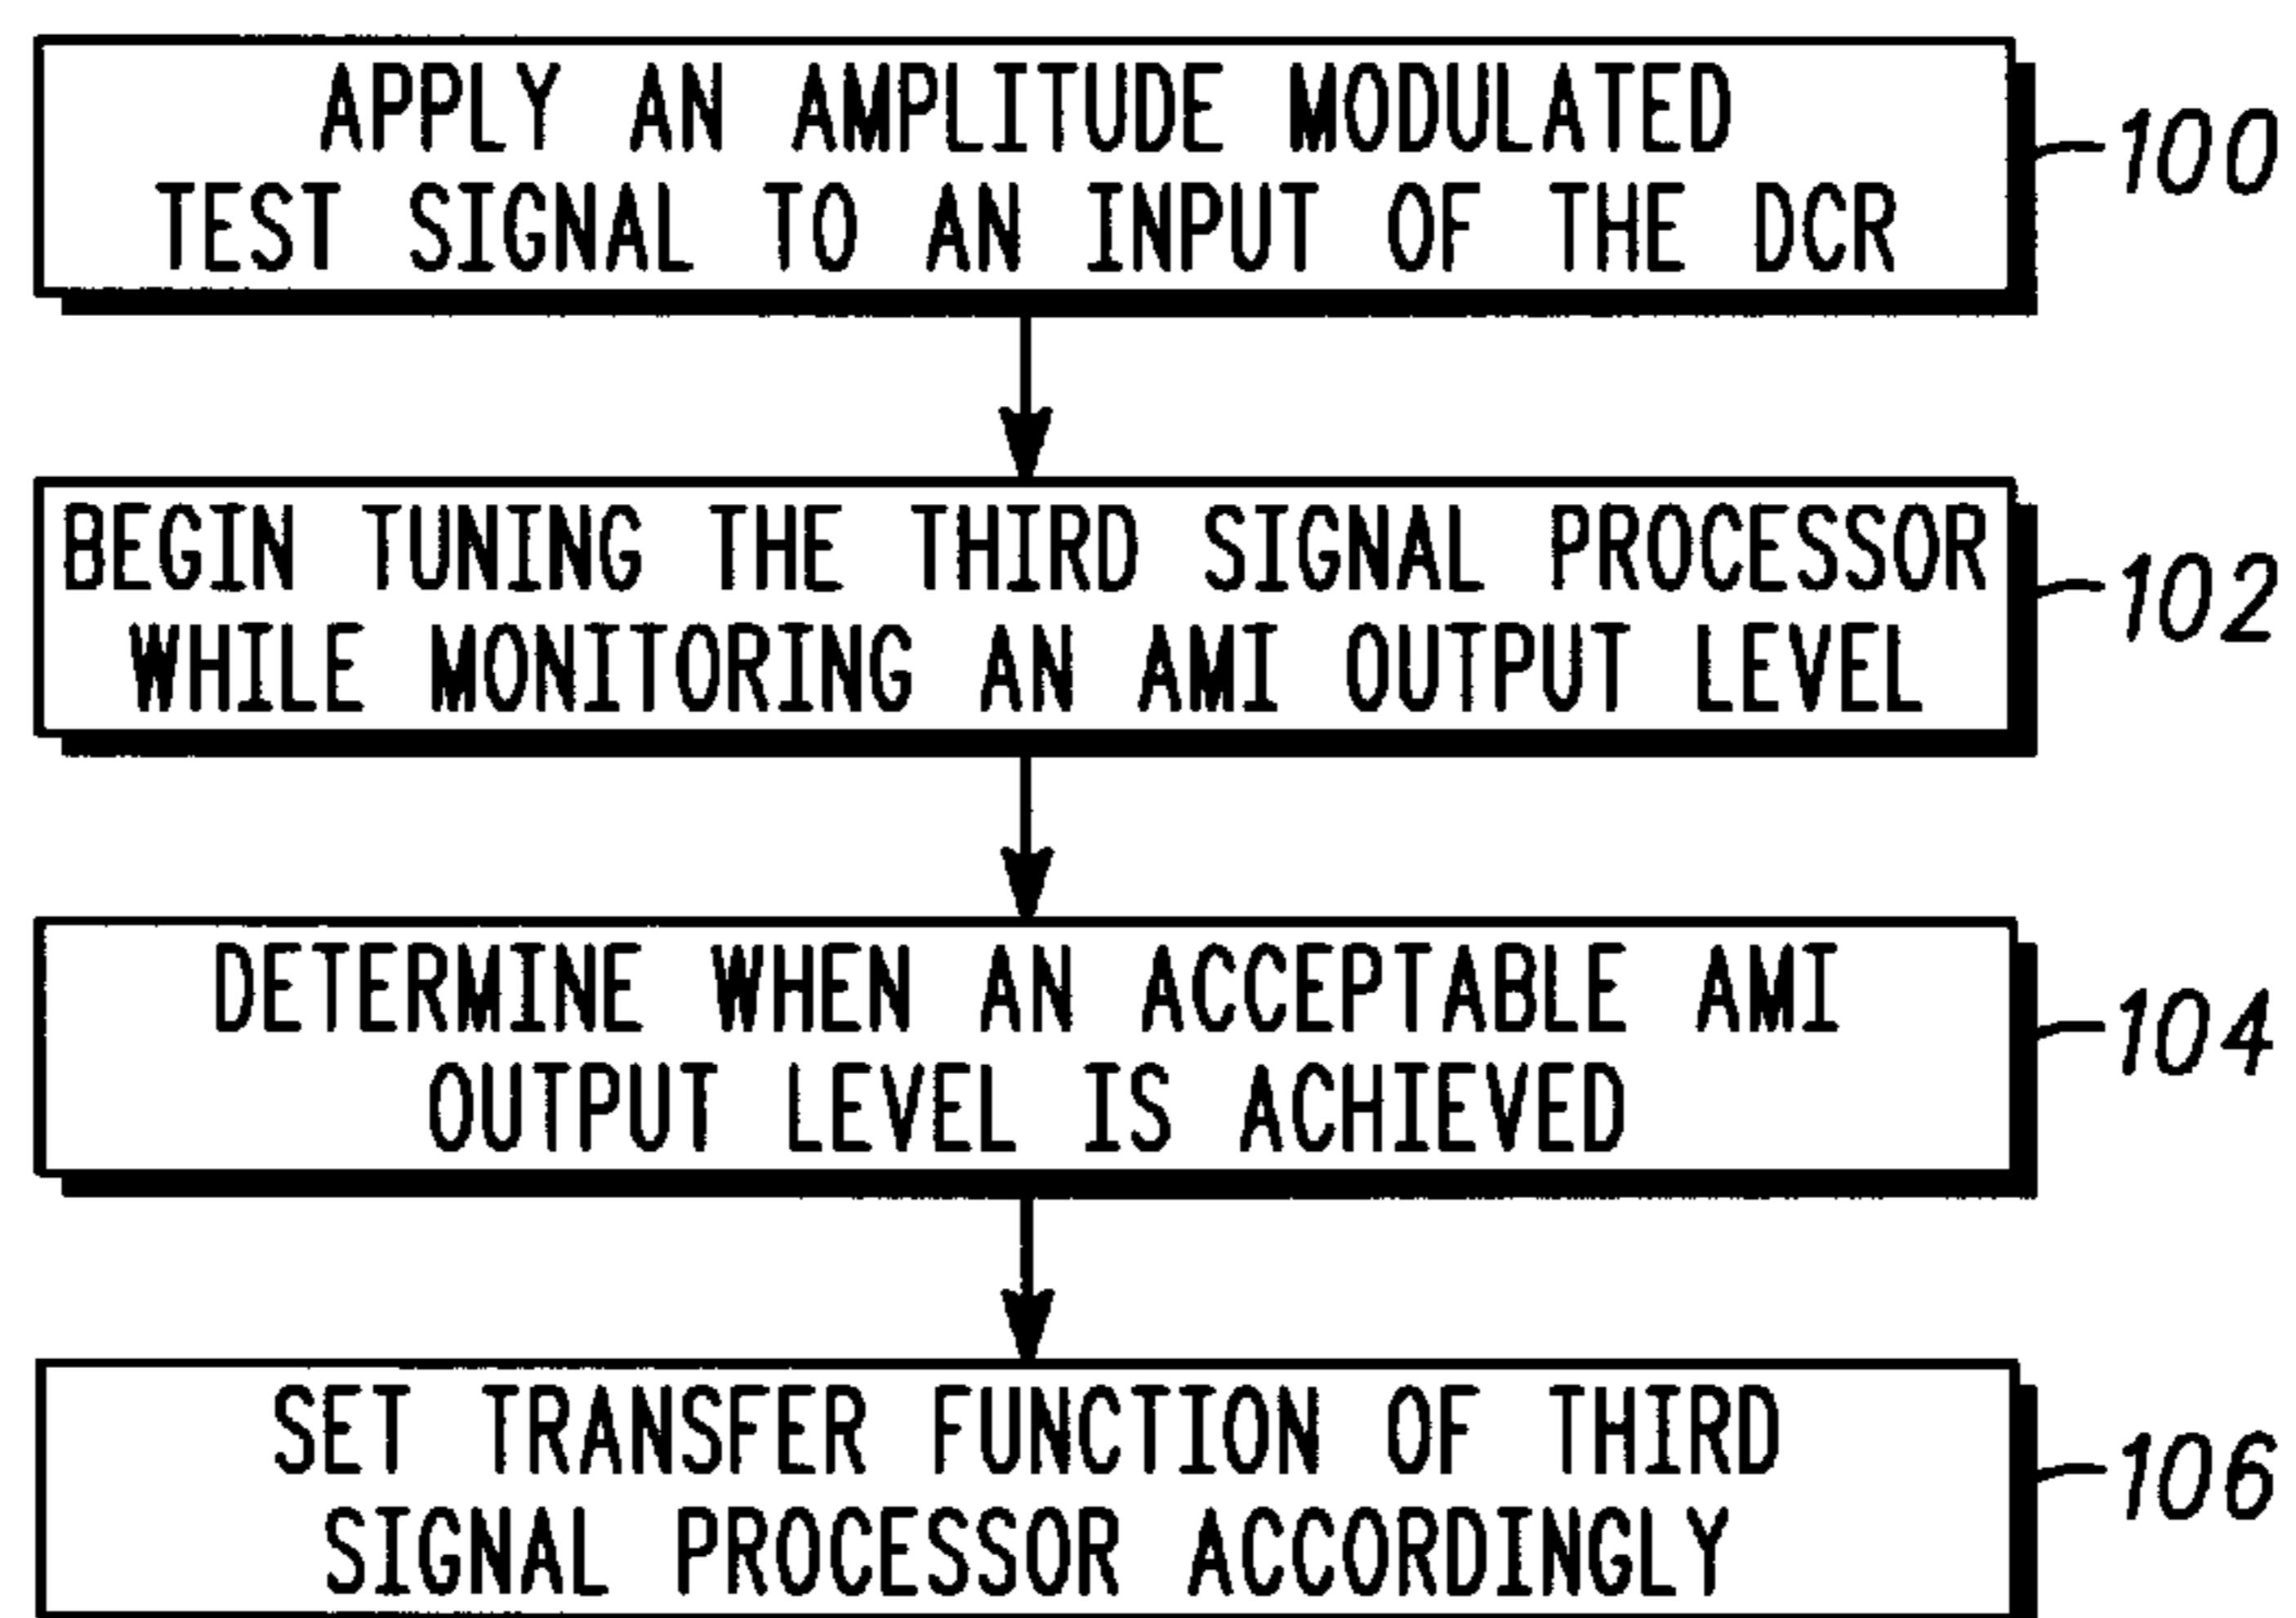 APPLY AN AMPLITUDE MODULATED
TEST SIGNAL TO AN INPUT OF THE DCR
100
BEGIN TUNING THE THIRD SIGNAL PROCESSOR
WHILE MONITORING AN AMI OUTPUT LEVEL
102
DETERMINE WHEN AN ACCEPTABLE AMI
OUTPUT LEVEL IS ACHIEVED
104
SET TRANSFER FUNCTION OF THIRD
SIGNAL PROCESSOR ACCORDINGLY
106